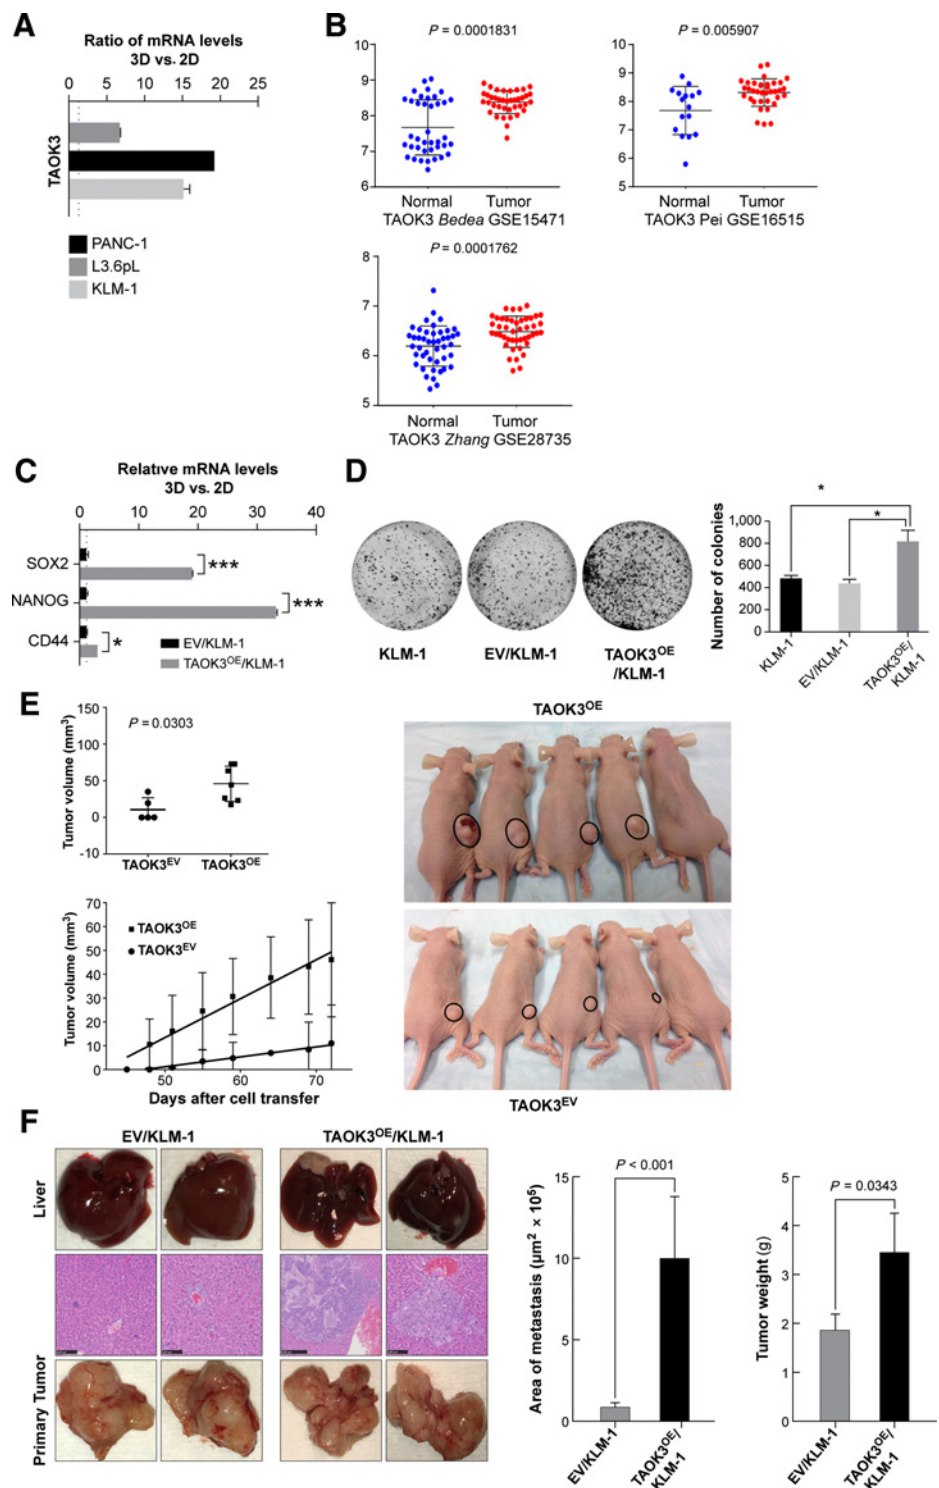 A
Ratio of mRNA levels
3D vs. 2D
0 5 10 15 20 25
TAOK3
PANC-1
L3.6pL
KLM-1
B
P = 0.0001831
9
8
7
6
Normal Tumor
TAOK3 Bedea GSE15471
P = 0.005907
10
9
8
7
6
5
Normal Tumor
TAOK3 Pei GSE16515
P = 0.0001762
8
7
6
5
Normal Tumor
TAOK3 Zhang GSE28735
C
Relative mRNA levels
3D vs. 2D
0 10 20 30 40
SOX2
***
NANOG
***
CD44
*
EV/KLM-1
TAOK3OE/KLM-1
D
KLM-1
EV/KLM-1
TAOK3OE
/KLM-1
*
*
Number of colonies
1,000
800
600
400
200
0
KLM-1
EV/KLM-1
TAOK3OE/
KLM-1
E
Tumor volume (mm3)
150
100
50
0
-10
P = 0.0303
TAOK3EV
TAOK3OE
Tumor volume (mm3)
70
60
50
40
30
20
10
0
TAOK3OE
TAOK3EV
50 60 70
Days after cell transfer
TAOK3OE
TAOK3EV
F
EV/KLM-1
TAOK3OE/KLM-1
Liver
Primary Tumor
Area of metastasis (µm2 × 105)
15
10
5
0
P < 0.001
EV/KLM-1
TAOK3OE/
KLM-1
Tumor weight (g)
5
4
3
2
1
0
P = 0.0343
EV/KLM-1
TAOK3OE/
KLM-1